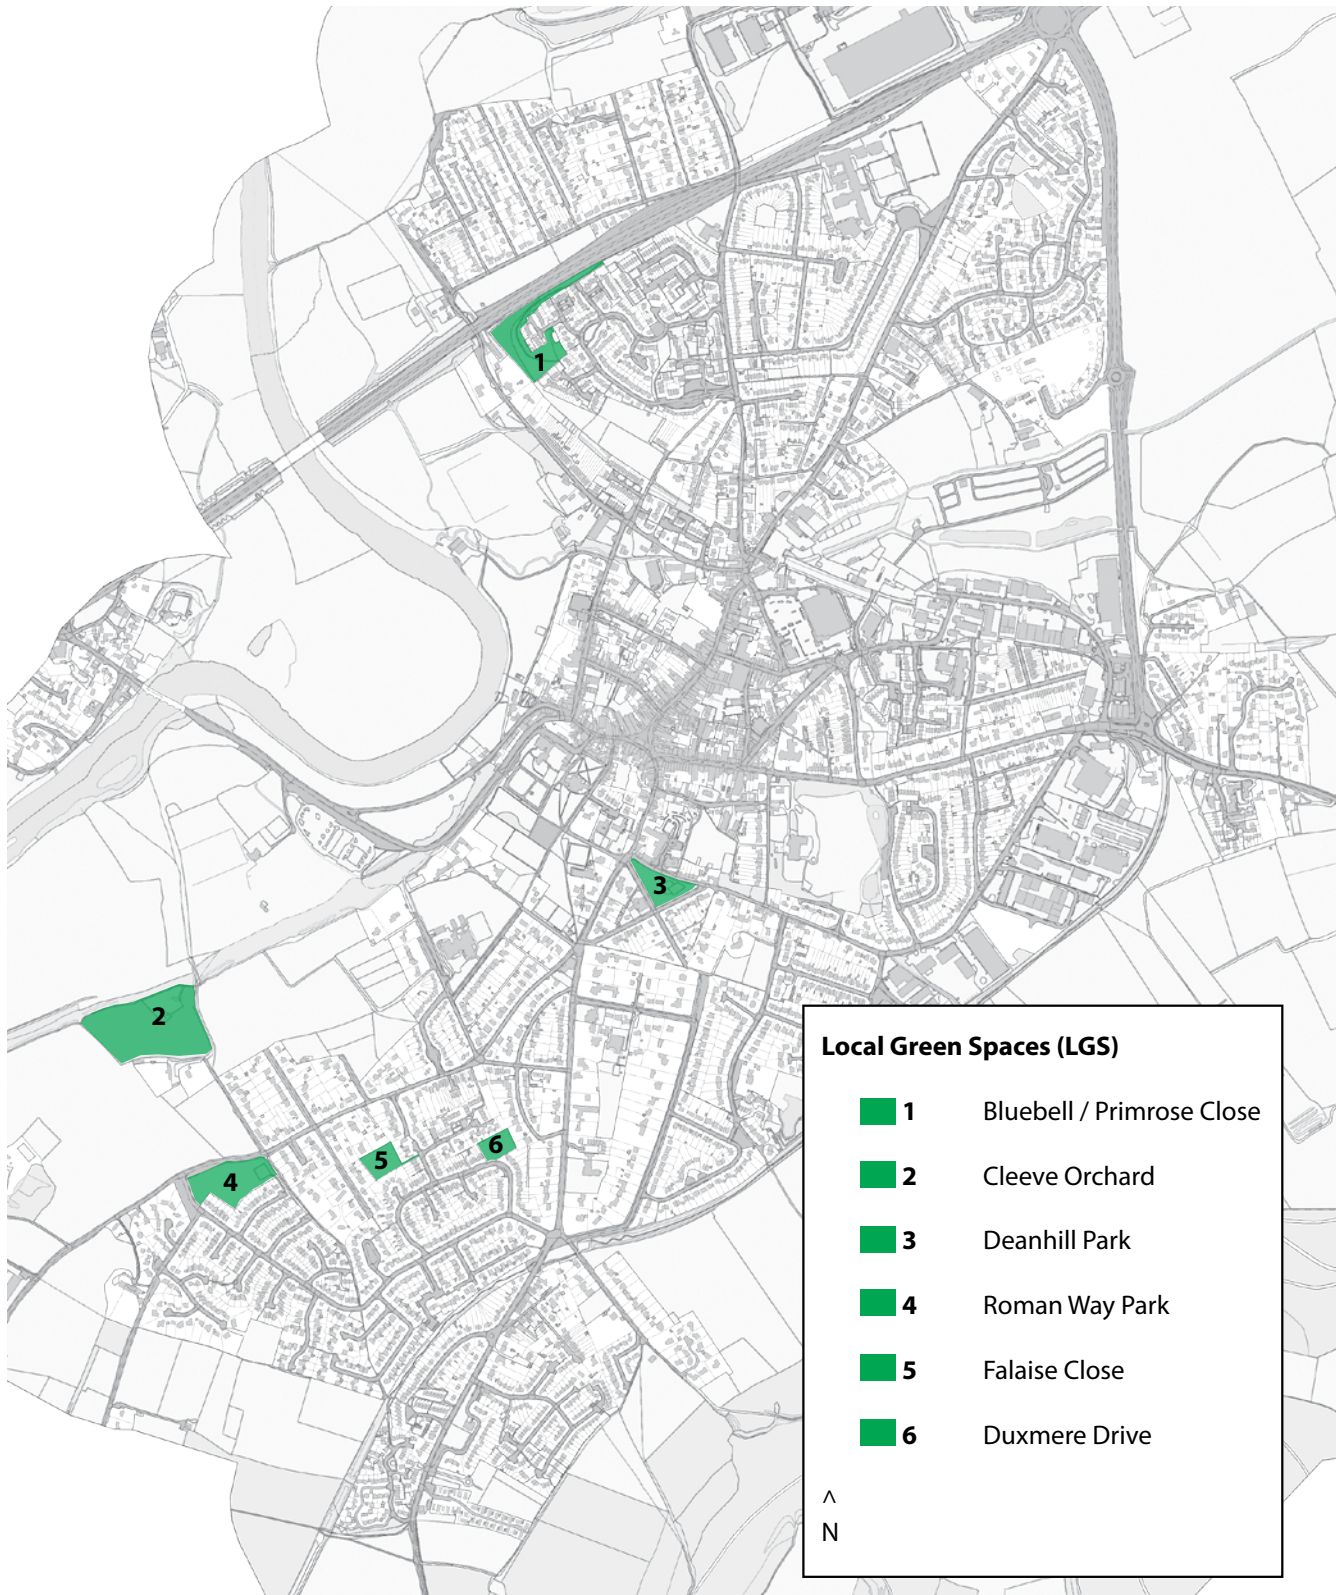 1
3
2
5
6
4
Local Green Spaces (LGS)
1 Bluebell / Primrose Close
2 Cleeve Orchard
3 Deanhill Park
4 Roman Way Park
5 Falaise Close
6 Duxmere Drive
^
N